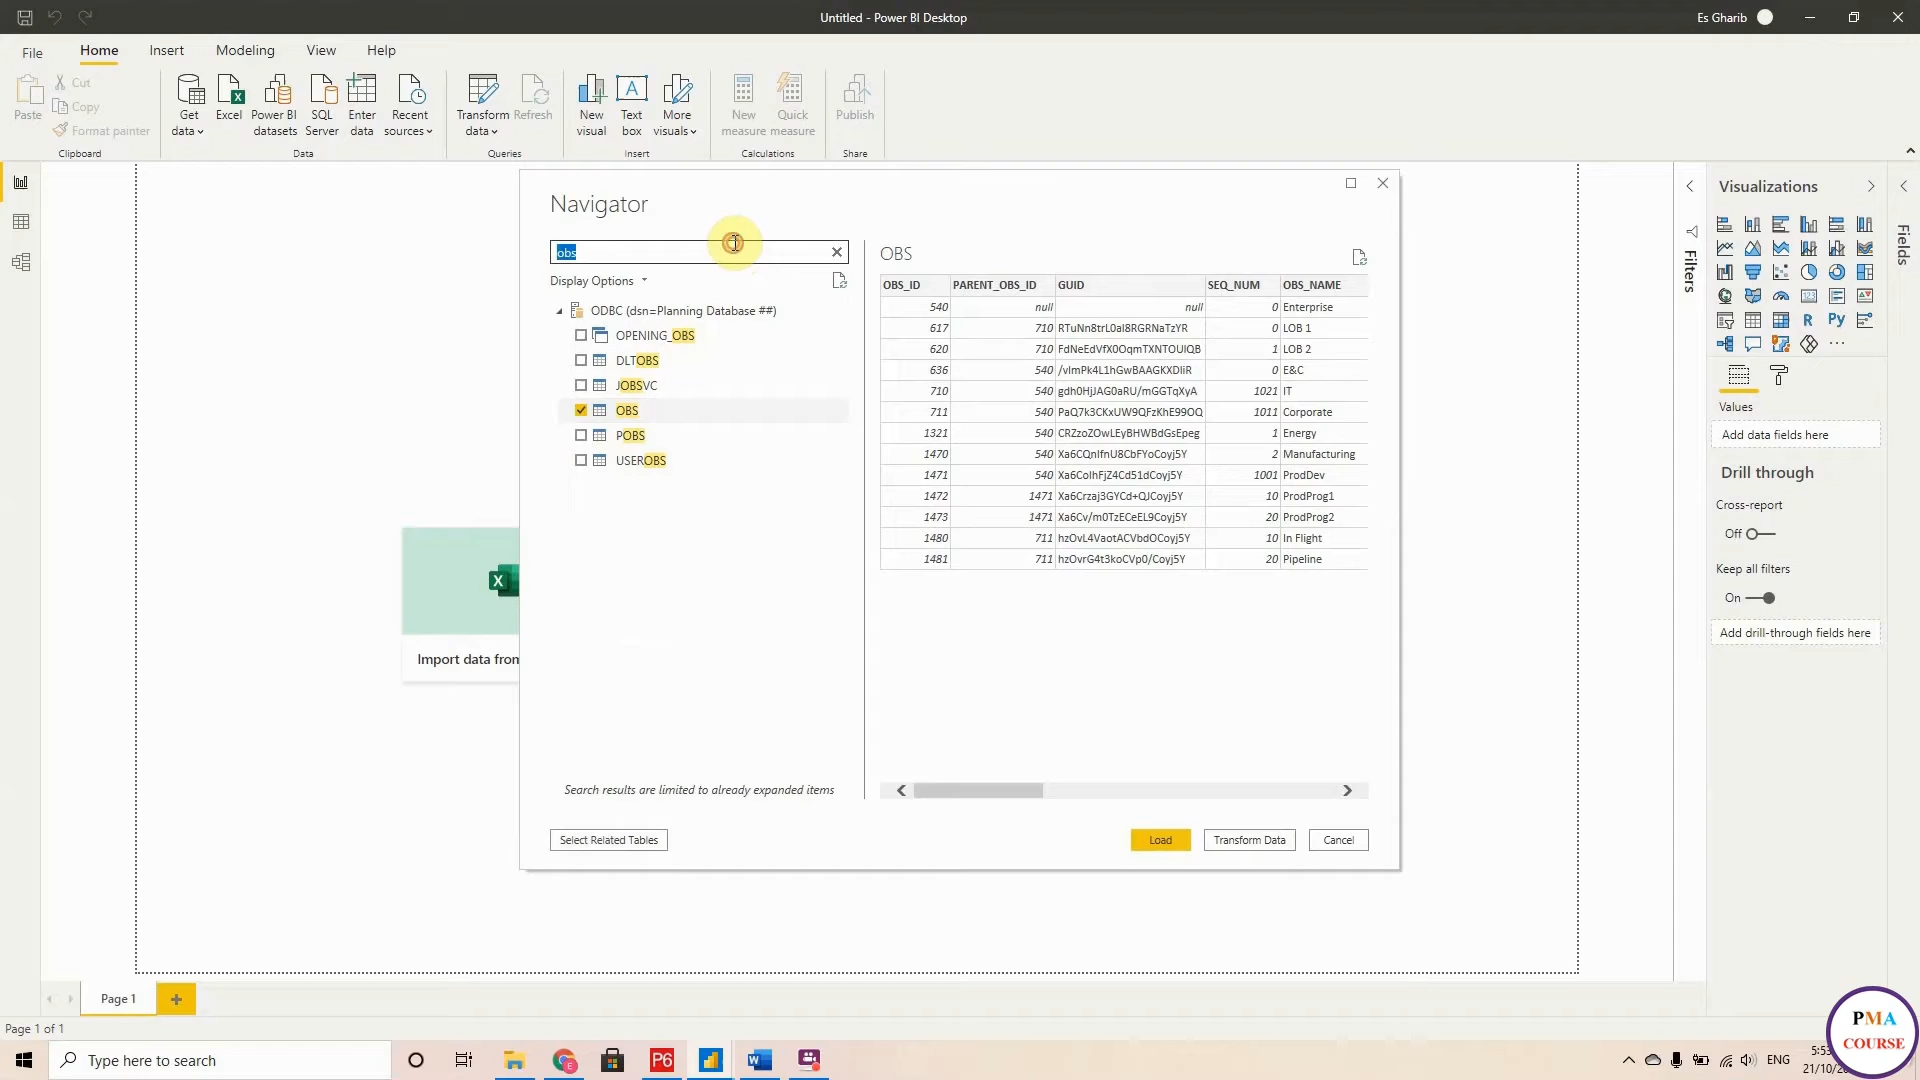 Untitled - Power BI Desktop
Es Gharib
File
Home
Insert
Modeling
View
Help
Paste
Cut
Copy
Format painter
Clipboard
Get data
Excel
Power BI datasets
SQL Server
Enter data
Recent sources
Data
Transform data
Refresh
Queries
New visual
Text box
More visuals
Insert
New measure
Quick measure
Calculations
Publish
Share
Navigator
obs
Display Options
ODBC (dsn=Planning Database ##)
OPENING_OBS
DLTOBS
JOBSVC
OBS
POBS
USEROBS
Search results are limited to already expanded items
OBS
OBS_ID PARENT_OBS_ID GUID SEQ_NUM OBS_NAME
540 null null 0 Enterprise
617 710 RTuNn8trL0aI8RGRNaTzYR 0 LOB 1
620 710 FdNeEdVfX0OqmTXNTOUIQB 1 LOB 2
636 540 /vImPk4L1hGwBAAGKXDIiR 0 E&C
710 540 gdh0HjJAG0aRU/mGGTqXyA 1021 IT
711 540 PaQ7k3CKxUW9QFzKhE99OQ 1011 Corporate
1321 540 CRZzoZOwLEyBHWBdGsEpeg 1 Energy
1470 540 Xa6CQnIfnU8CbFYoCoyj5Y 2 Manufacturing
1471 540 Xa6CoIhFjZ4Cd51dCoyj5Y 1001 ProdDev
1472 1471 Xa6Crzaj3GYCd+QJCoyj5Y 10 ProdProg1
1473 1471 Xa6Cv/m0TzECeEL9Coyj5Y 20 ProdProg2
1480 711 hzOvL4VaotACVbdOCoyj5Y 10 In Flight
1481 711 hzOvrG4t3koCVp0/Coyj5Y 20 Pipeline
Select Related Tables
Load
Transform Data
Cancel
Import data from
Filters
Visualizations
Fields
Values
Add data fields here
Drill through
Cross-report
Off
Keep all filters
On
Add drill-through fields here
Page 1
Page 1 of 1
Type here to search
P6
ENG
5:53
21/10/20
PMA
COURSE